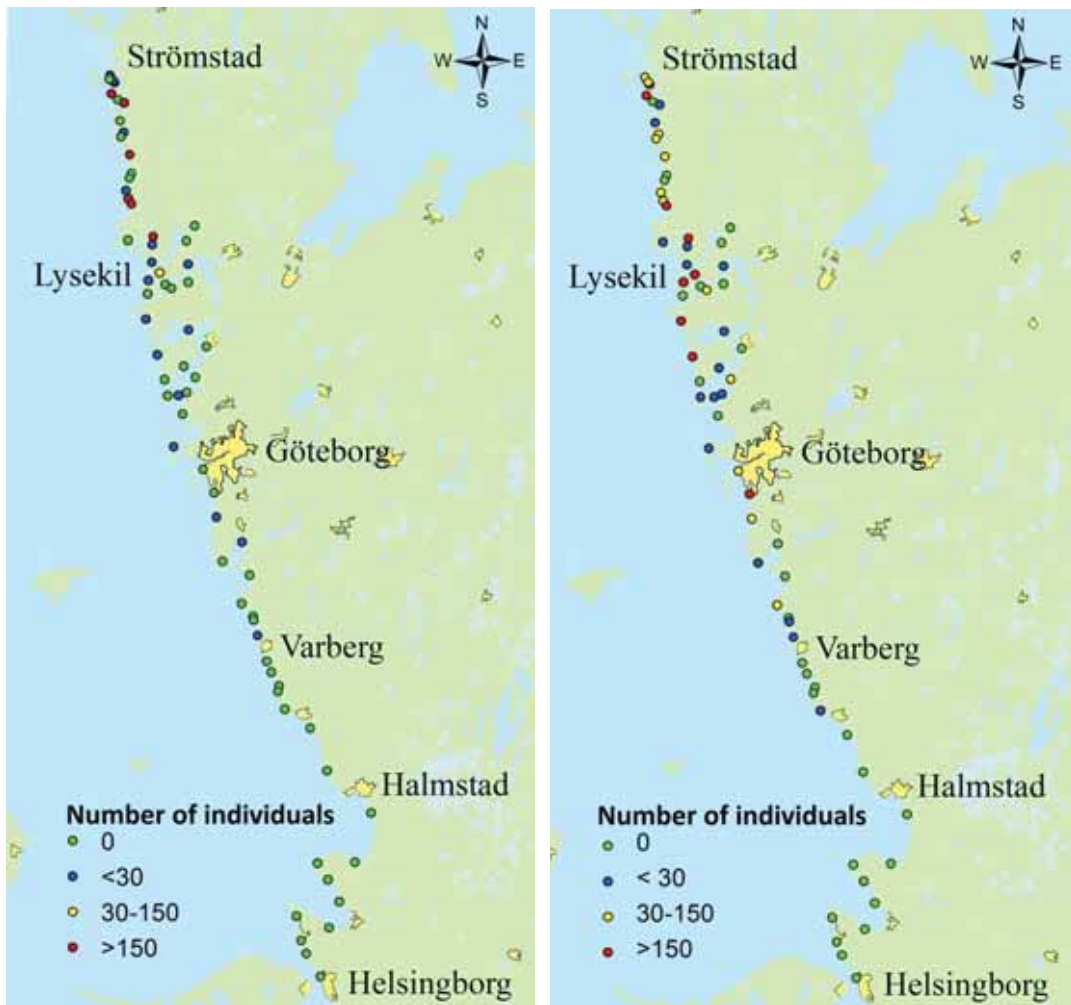 N
W E
S
Strömstad
Lysekil
Göteborg
Varberg
Halmstad
Number of individuals
0
<30
30-150
>150
Helsingborg
N
W E
S
Strömstad
Lysekil
Göteborg
Varberg
Halmstad
Number of individuals
0
< 30
30-150
>150
Helsingborg